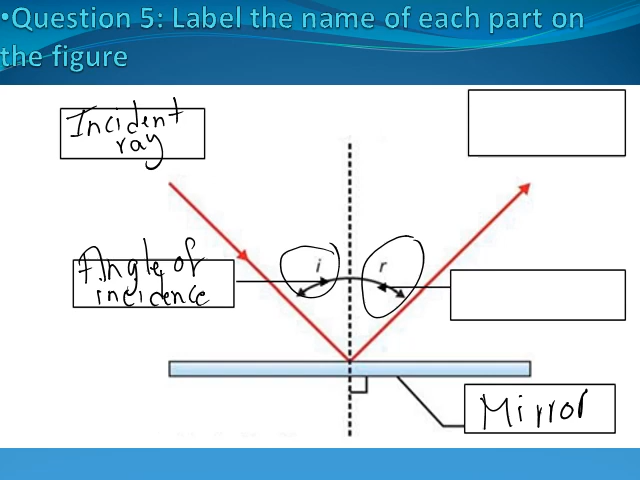 •Question 5: Label the name of each part on
the figure
Incident
ray
Angle of
incidence
i
r
Mirror